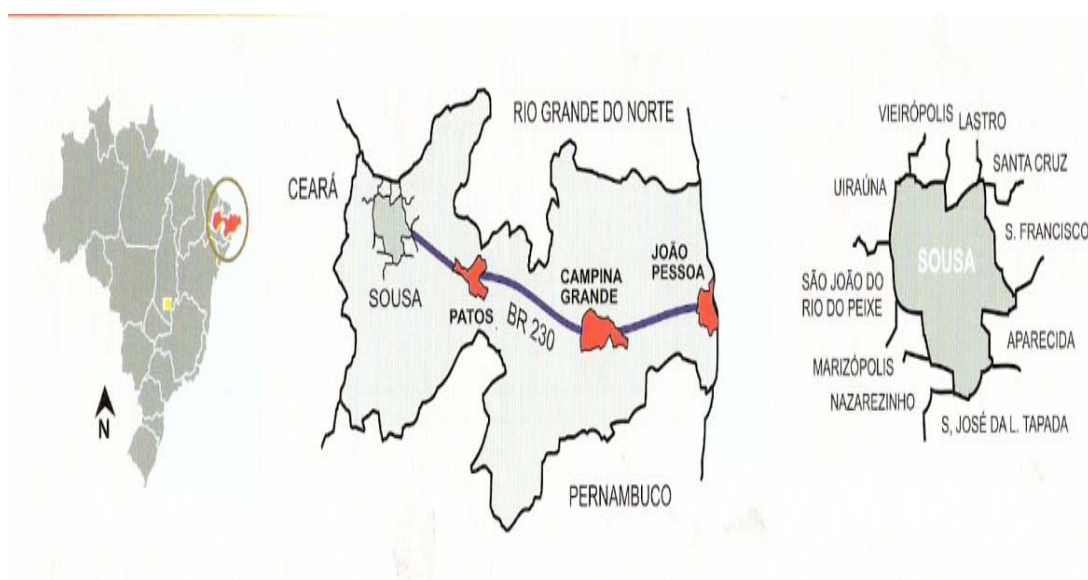 N
RIO GRANDE DO NORTE
CEARÁ
SOUSA
PATOS
BR 230
CAMPINA
GRANDE
JOÃO
PESSOA
PERNAMBUCO
VIEIRÓPOLIS
LASTRO
SANTA CRUZ
UIRAÚNA
S. FRANCISCO
SOUSA
SÃO JOÃO DO
RIO DO PEIXE
APARECIDA
MARIZÓPOLIS
NAZAREZINHO
S, JOSÉ DA L. TAPADA